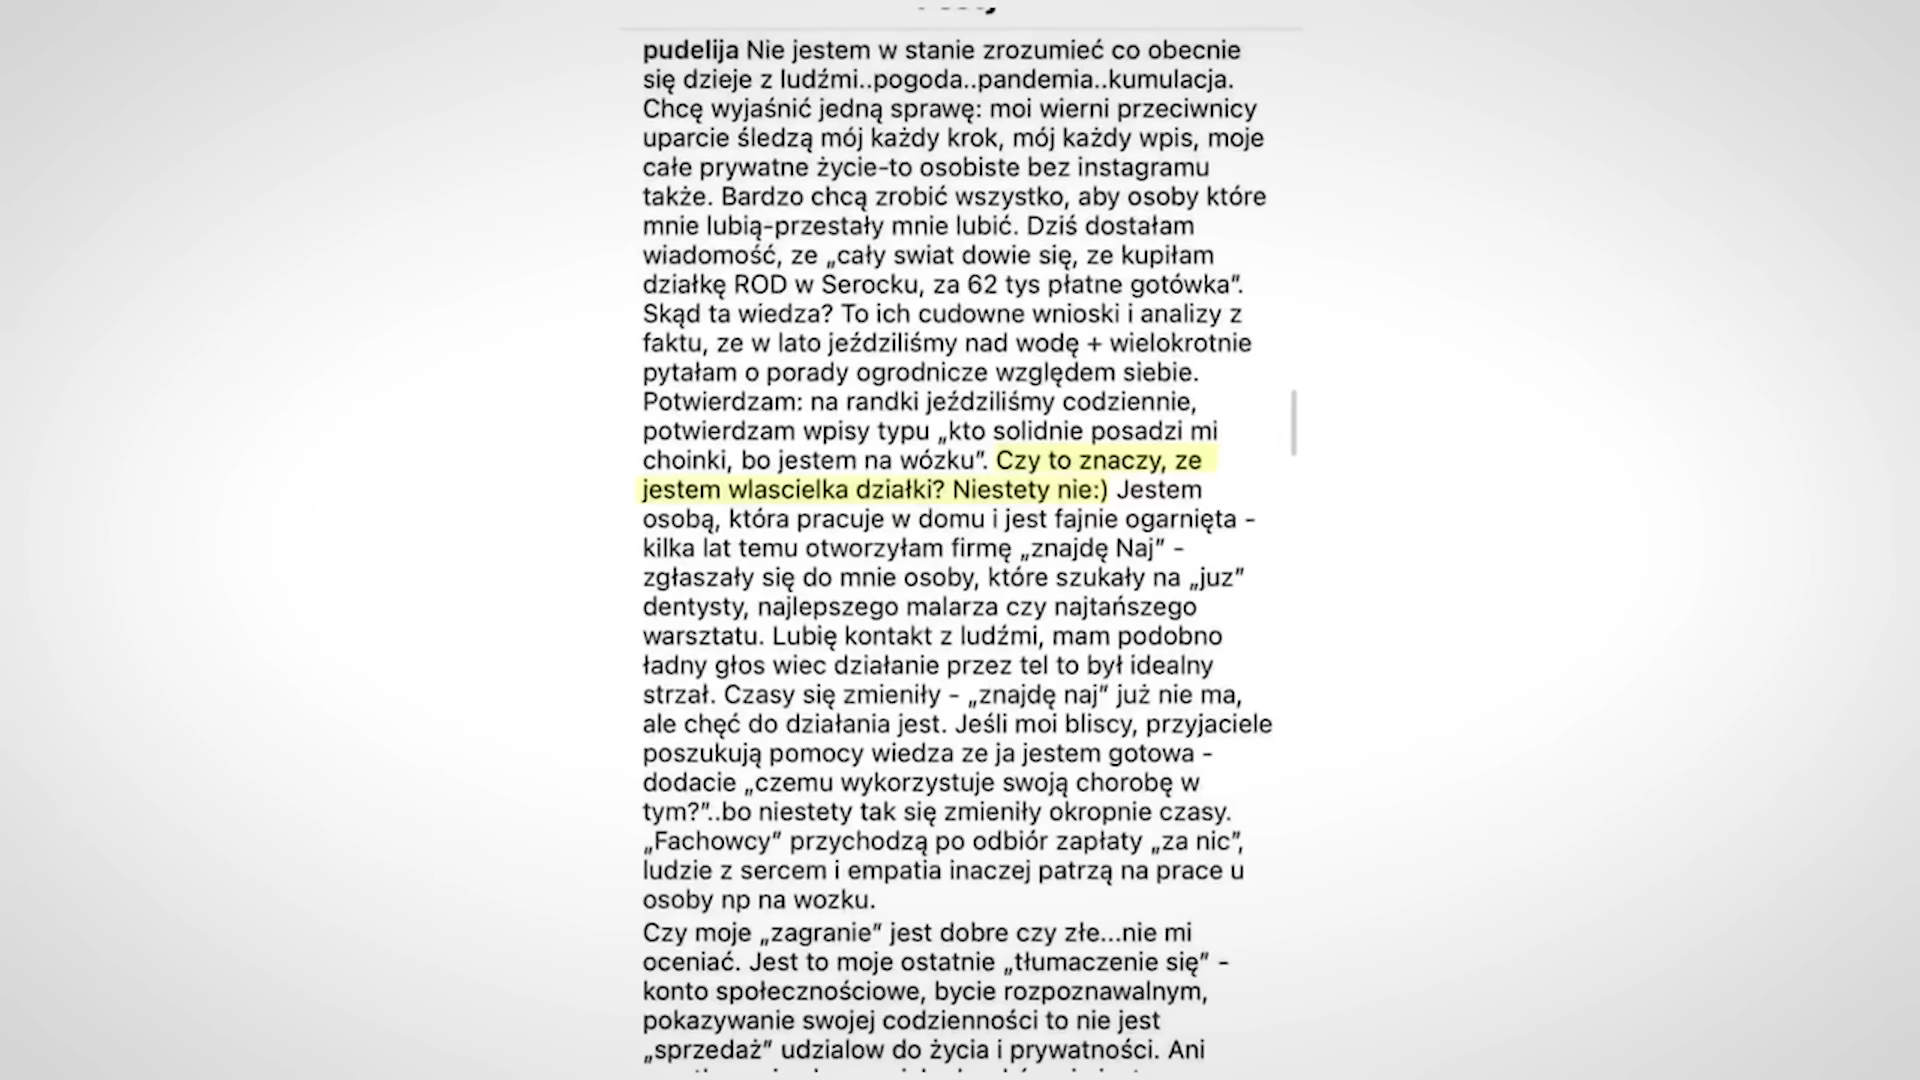 pudelija Nie jestem w stanie zrozumieć co obecnie
się dzieje z ludźmi..pogoda..pandemia..kumulacja.
Chcę wyjaśnić jedną sprawę: moi wierni przeciwnicy
uparcie śledzą mój każdy krok, mój każdy wpis, moje
całe prywatne życie-to osobiste bez instagramu
także. Bardzo chcą zrobić wszystko, aby osoby które
mnie lubią-przestały mnie lubić. Dziś dostałam
wiadomość, ze „cały swiat dowie się, ze kupiłam
działkę ROD w Serocku, za 62 tys płatne gotówka”.
Skąd ta wiedza? To ich cudowne wnioski i analizy z
faktu, ze w lato jeździliśmy nad wodę + wielokrotnie
pytałam o porady ogrodnicze względem siebie.
Potwierdzam: na randki jeździliśmy codziennie,
potwierdzam wpisy typu „kto solidnie posadzi mi
choinki, bo jestem na wózku”. Czy to znaczy, ze
jestem wlascielka działki? Niestety nie:) Jestem
osobą, która pracuje w domu i jest fajnie ogarnięta -
kilka lat temu otworzyłam firmę „znajdę Naj” -
zgłaszały się do mnie osoby, które szukały na „juz”
dentysty, najlepszego malarza czy najtańszego
warsztatu. Lubię kontakt z ludźmi, mam podobno
ładny głos wiec działanie przez tel to był idealny
strzał. Czasy się zmieniły - „znajdę naj” już nie ma,
ale chęć do działania jest. Jeśli moi bliscy, przyjaciele
poszukują pomocy wiedza ze ja jestem gotowa -
dodacie „czemu wykorzystuje swoją chorobę w
tym?”..bo niestety tak się zmieniły okropnie czasy.
„Fachowcy” przychodzą po odbiór zapłaty „za nic”,
ludzie z sercem i empatia inaczej patrzą na prace u
osoby np na wozku.
Czy moje „zagranie” jest dobre czy złe...nie mi
oceniać. Jest to moje ostatnie „tłumaczenie się” -
konto społecznościowe, bycie rozpoznawalnym,
pokazywanie swojej codzienności to nie jest
„sprzedaż” udzialow do życia i prywatności. Ani